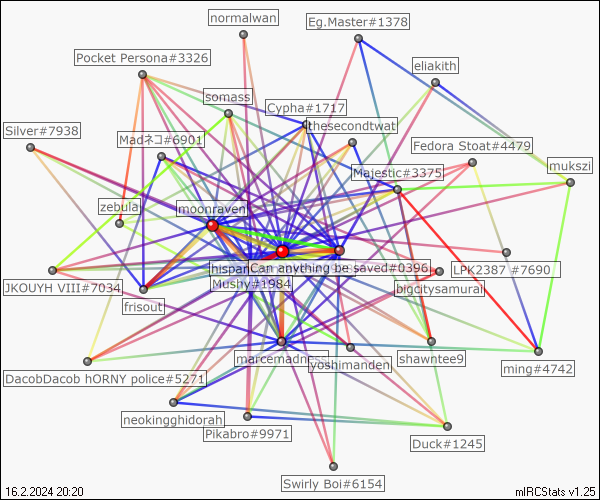 normalwan
Eg.Master#1378
Pocket Persona#3326
eliakith
somass
Cypha#1717
Silver#7938
Madネコ#6901
thesecondtwat
Fedora Stoat#4479
Majestic#3375
mukszi
zebula
moonraven
Can anything be saved#0396
LPK2387 #7690
JKOUYH VIII#7034
frisout
Mushy#1984
bigcitysamurai
marcemadness
yoshimanden
shawntee9
ming#4742
DacobDacob hORNY police#5271
neokingghidorah
Pikabro#9971
Duck#1245
Swirly Boi#6154
16.2.2024 20:20
mIRCStats v1.25